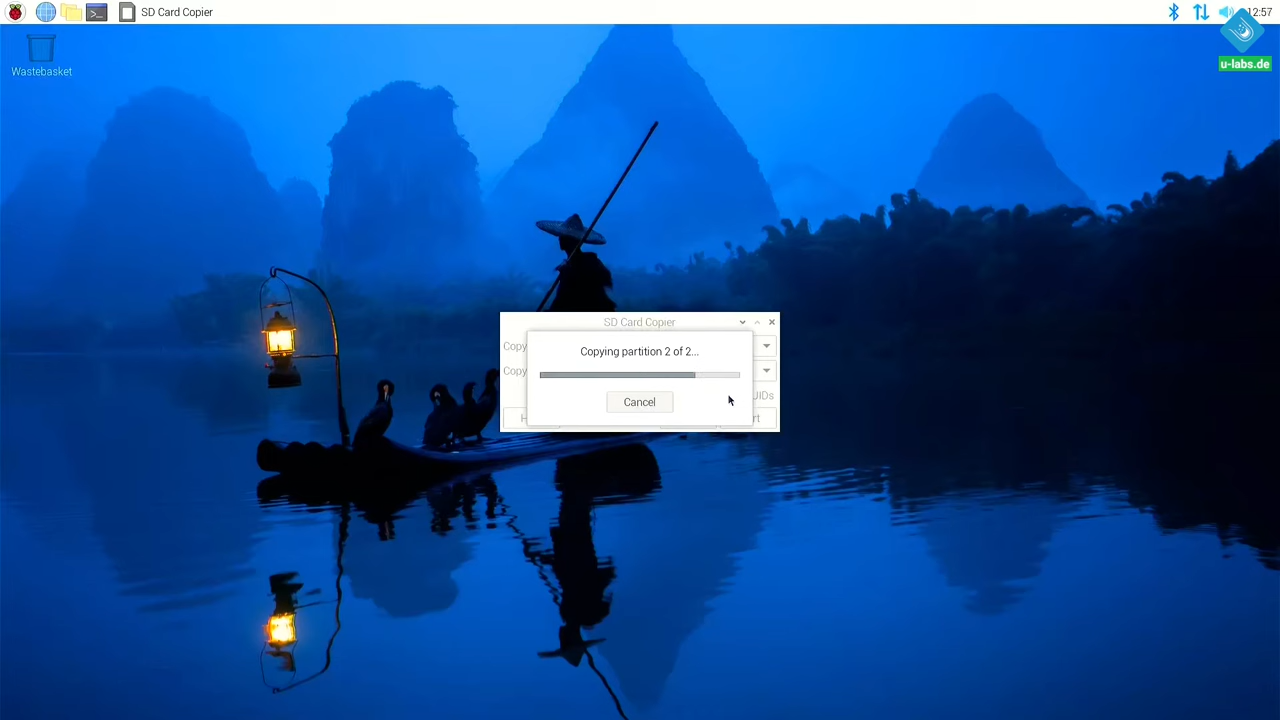 SD Card Copier
12:57
u-labs.de
Wastebasket
SD Card Copier
Copying partition 2 of 2...
Copy
Copy
UIDs
Cancel
H
rt